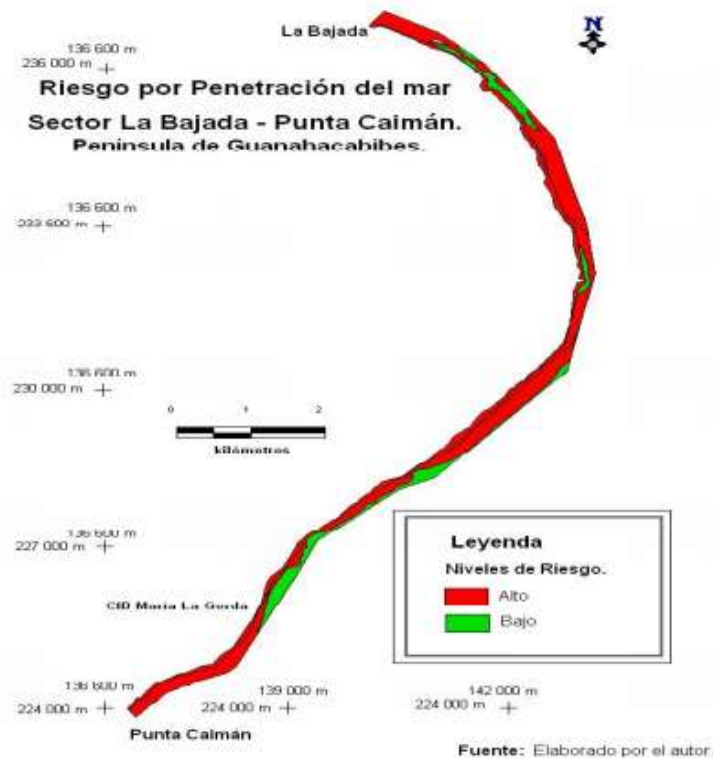 La Bajada
N
136 600 m
236 000 m
Riesgo por Penetración del mar
Sector La Bajada - Punta Caimán.
Península de Guanahacabibes.
136 600 m
233 600 m
136 600 m
230 000 m
0 1 2
kilómetros
136 600 m
227 000 m
Leyenda
Niveles de Riesgo.
Alto
Bajo
María La Gorda
136 600 m
224 000 m
139 000 m
224 000 m
142 000 m
224 000 m
Punta Caimán
Fuente: Elaborado por el autor